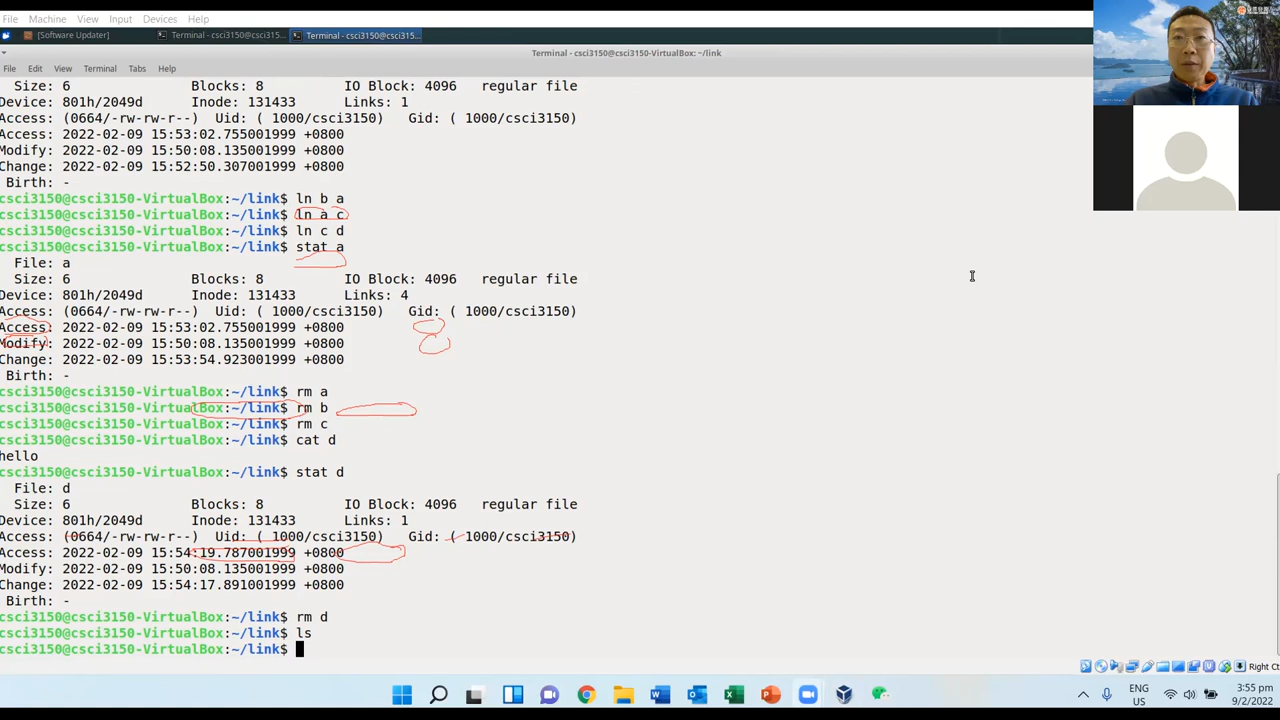 File Machine View Input Devices Help
[Software Updater] Terminal - csci3150@csci315... Terminal - csci3150@csci315...
Terminal - csci3150@csci3150-VirtualBox: ~/link
File Edit View Terminal Tabs Help
Size: 6 Blocks: 8 IO Block: 4096 regular file
Device: 801h/2049d Inode: 131433 Links: 1
Access: (0664/-rw-rw-r--) Uid: ( 1000/csci3150) Gid: ( 1000/csci3150)
Access: 2022-02-09 15:53:02.755001999 +0800
Modify: 2022-02-09 15:50:08.135001999 +0800
Change: 2022-02-09 15:52:50.307001999 +0800
Birth: -
csci3150@csci3150-VirtualBox:~/link$ ln b a
csci3150@csci3150-VirtualBox:~/link$ ln a c
csci3150@csci3150-VirtualBox:~/link$ ln c d
csci3150@csci3150-VirtualBox:~/link$ stat a
File: a
Size: 6 Blocks: 8 IO Block: 4096 regular file
Device: 801h/2049d Inode: 131433 Links: 4
Access: (0664/-rw-rw-r--) Uid: ( 1000/csci3150) Gid: ( 1000/csci3150)
Access: 2022-02-09 15:53:02.755001999 +0800
Modify: 2022-02-09 15:50:08.135001999 +0800
Change: 2022-02-09 15:53:54.923001999 +0800
Birth: -
csci3150@csci3150-VirtualBox:~/link$ rm a
csci3150@csci3150-VirtualBox:~/link$ rm b
csci3150@csci3150-VirtualBox:~/link$ rm c
csci3150@csci3150-VirtualBox:~/link$ cat d
hello
csci3150@csci3150-VirtualBox:~/link$ stat d
File: d
Size: 6 Blocks: 8 IO Block: 4096 regular file
Device: 801h/2049d Inode: 131433 Links: 1
Access: (0664/-rw-rw-r--) Uid: ( 1000/csci3150) Gid: ( 1000/csci3150)
Access: 2022-02-09 15:54:19.787001999 +0800
Modify: 2022-02-09 15:50:08.135001999 +0800
Change: 2022-02-09 15:54:17.891001999 +0800
Birth: -
csci3150@csci3150-VirtualBox:~/link$ rm d
csci3150@csci3150-VirtualBox:~/link$ ls
csci3150@csci3150-VirtualBox:~/link$
Right Ct
ENG
US
3:55 pm
9/2/2022